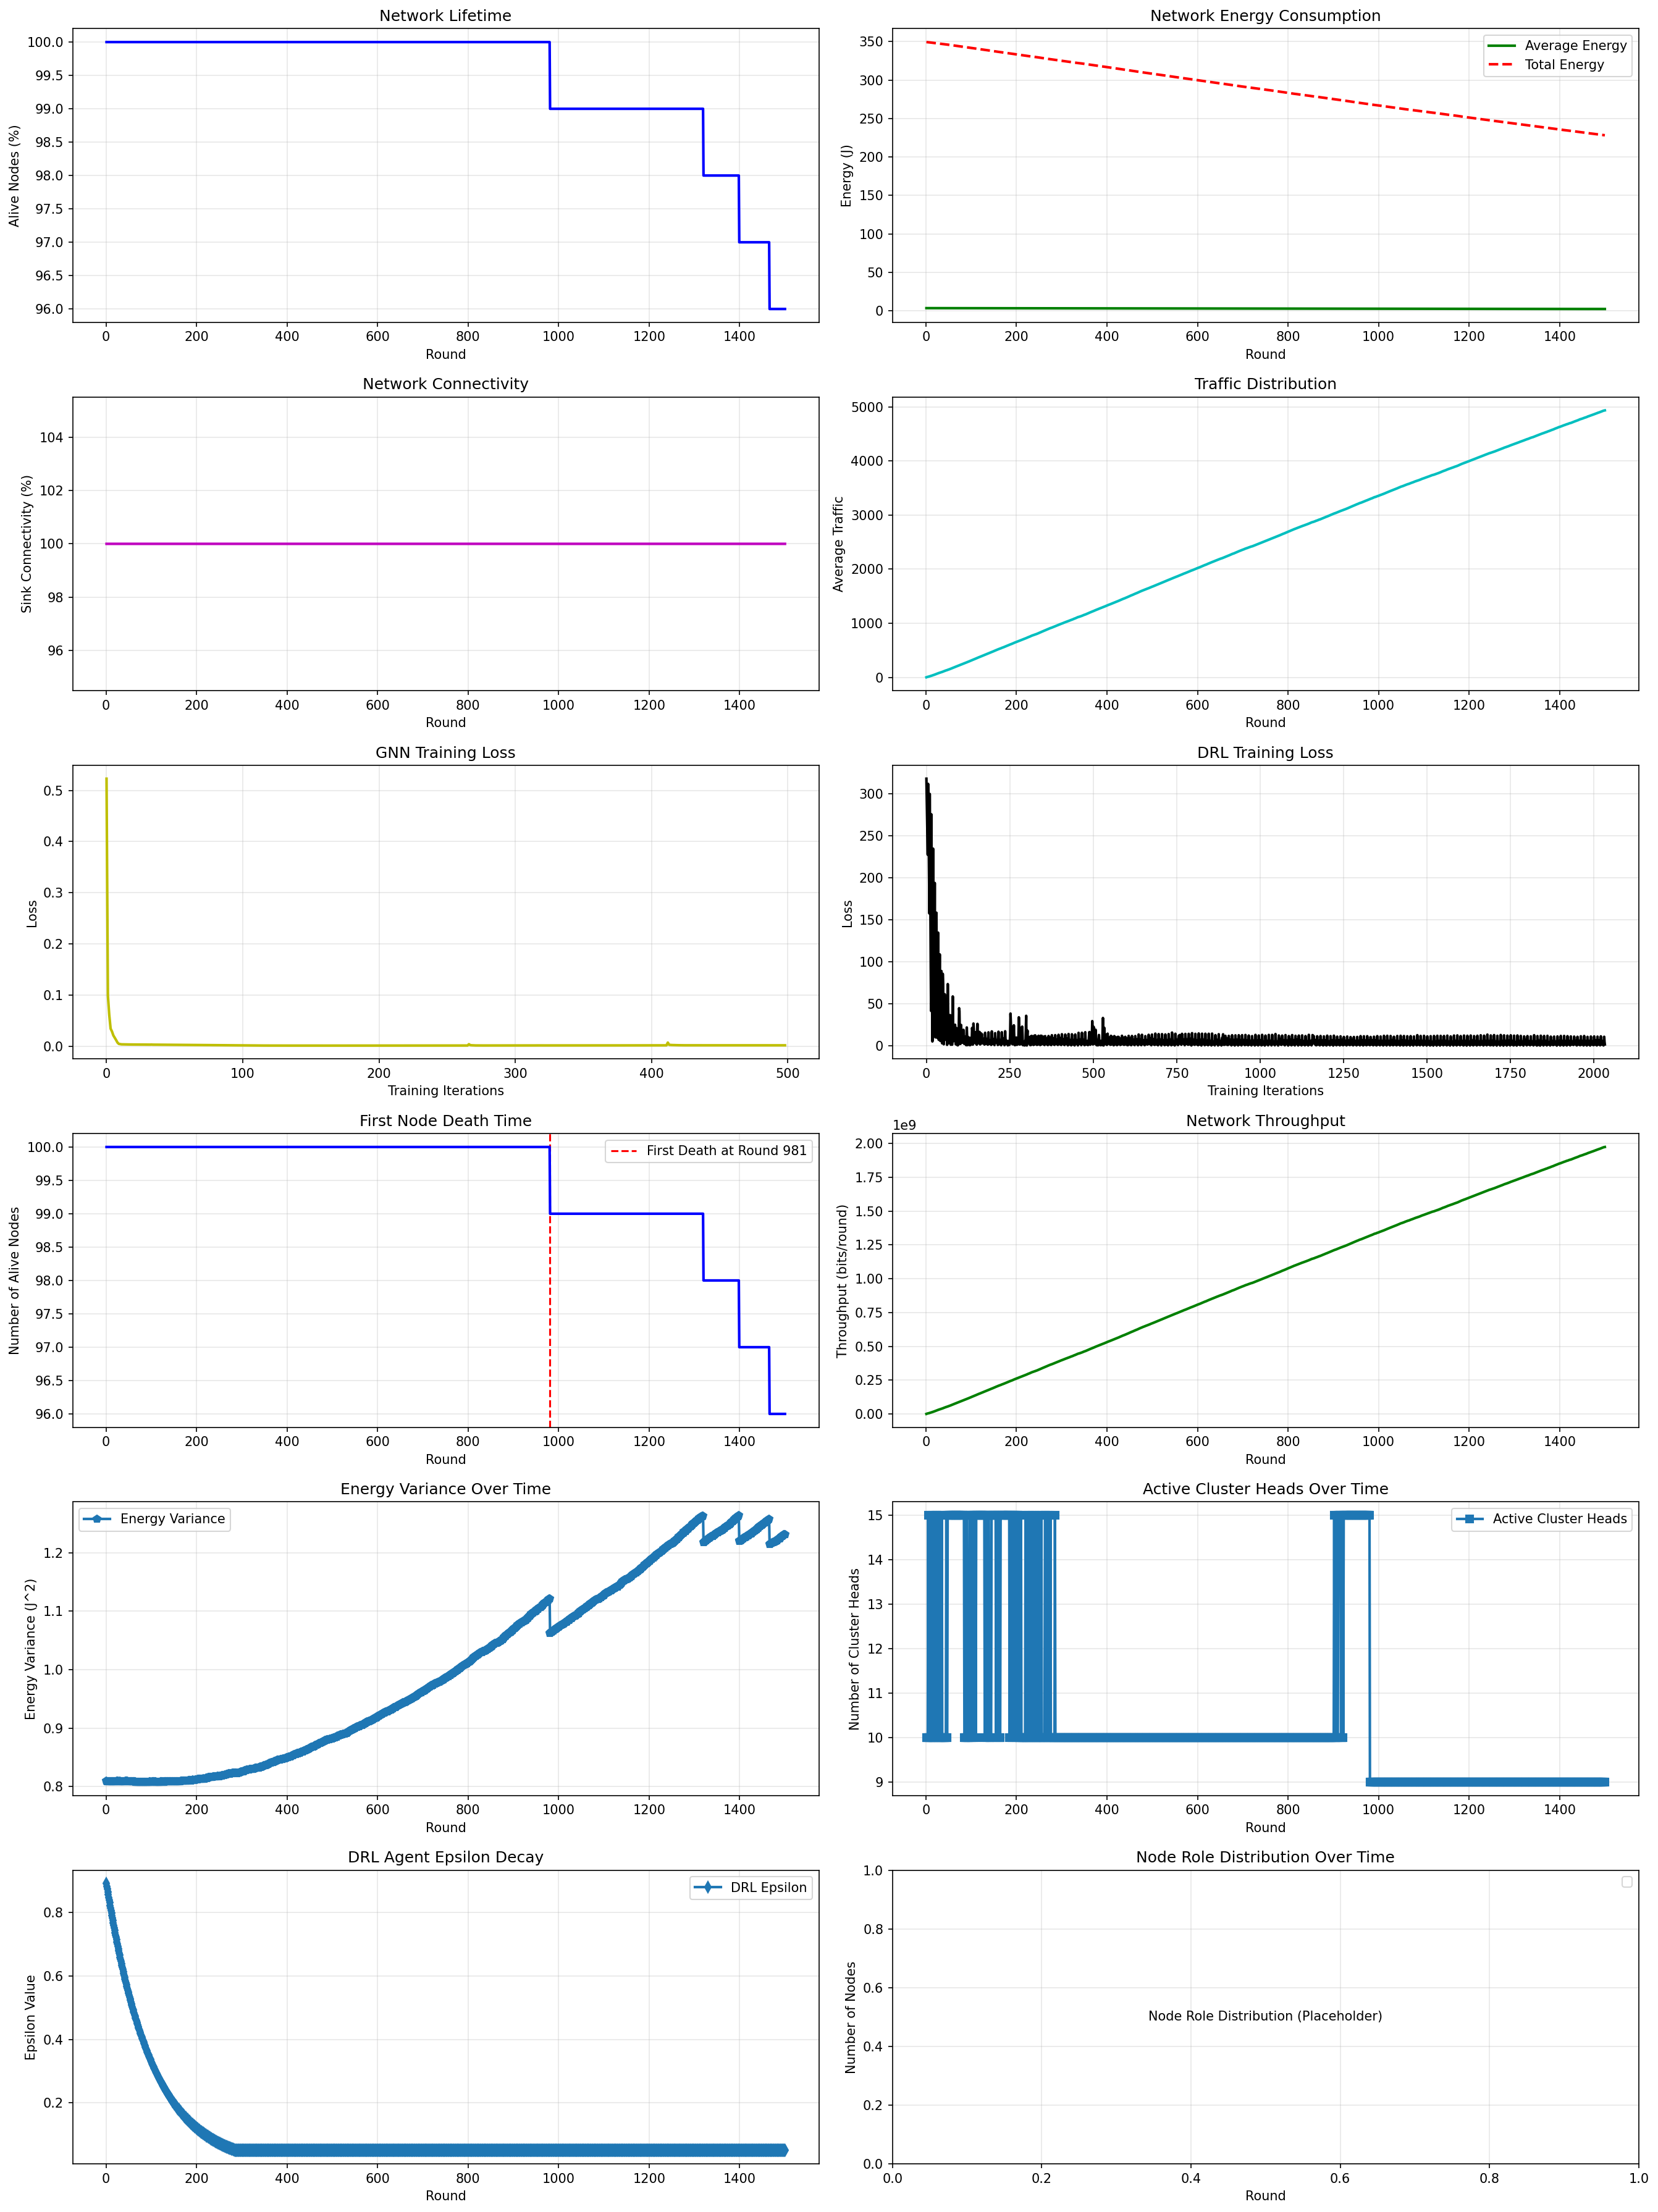 Network Lifetime
Alive Nodes (%)
100.0
99.5
99.0
98.5
98.0
97.5
97.0
96.5
96.0
0 200 400 600 800 1000 1200 1400
Round
Network Energy Consumption
Energy (J)
350
300
250
200
150
100
50
0
Average Energy
Total Energy
0 200 400 600 800 1000 1200 1400
Round
Network Connectivity
Sink Connectivity (%)
104
102
100
98
96
0 200 400 600 800 1000 1200 1400
Round
Traffic Distribution
Average Traffic
5000
4000
3000
2000
1000
0
0 200 400 600 800 1000 1200 1400
Round
GNN Training Loss
Loss
0.5
0.4
0.3
0.2
0.1
0.0
0 100 200 300 400 500
Training Iterations
DRL Training Loss
Loss
300
250
200
150
100
50
0
0 250 500 750 1000 1250 1500 1750 2000
Training Iterations
First Node Death Time
Number of Alive Nodes
100.0
99.5
99.0
98.5
98.0
97.5
97.0
96.5
96.0
First Death at Round 981
0 200 400 600 800 1000 1200 1400
Round
Network Throughput
1e9
Throughput (bits/round)
2.00
1.75
1.50
1.25
1.00
0.75
0.50
0.25
0.00
0 200 400 600 800 1000 1200 1400
Round
Energy Variance Over Time
Energy Variance (J^2)
Energy Variance
1.2
1.1
1.0
0.9
0.8
0 200 400 600 800 1000 1200 1400
Round
Active Cluster Heads Over Time
Number of Cluster Heads
15
14
13
12
11
10
9
Active Cluster Heads
0 200 400 600 800 1000 1200 1400
Round
DRL Agent Epsilon Decay
Epsilon Value
0.8
0.6
0.4
0.2
DRL Epsilon
0 200 400 600 800 1000 1200 1400
Round
Node Role Distribution Over Time
Number of Nodes
1.0
0.8
0.6
0.4
0.2
0.0
Node Role Distribution (Placeholder)
0.0 0.2 0.4 0.6 0.8 1.0
Round